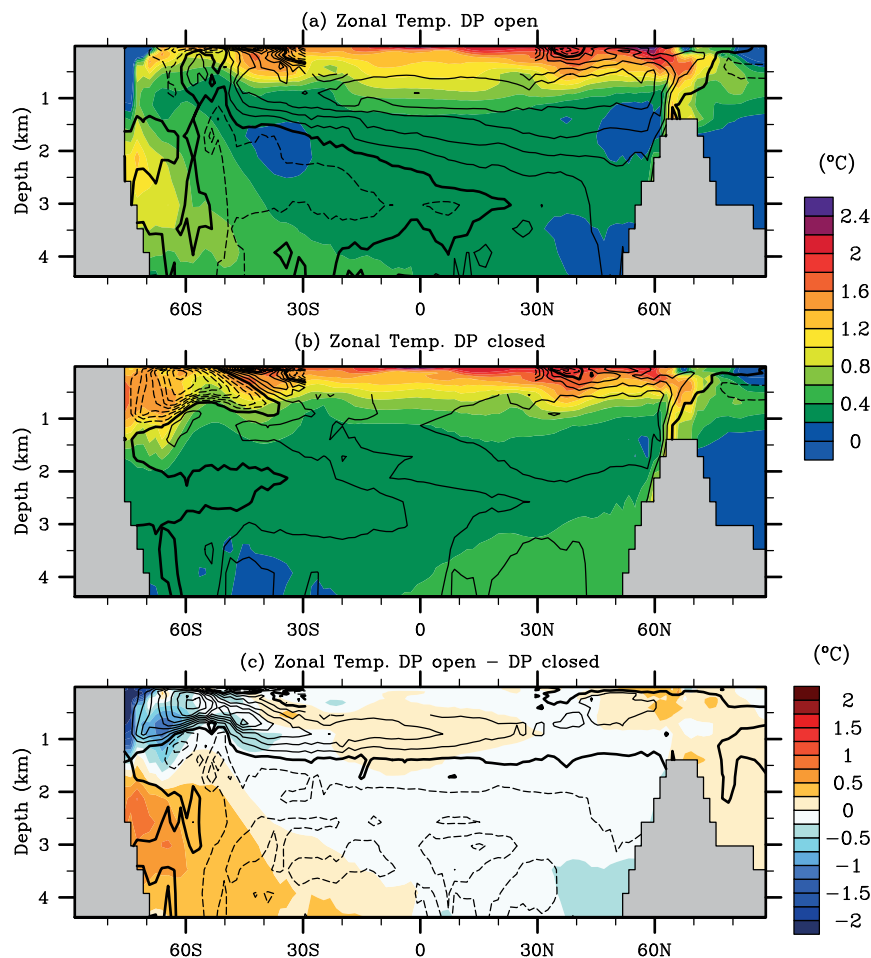 (a) Zonal Temp. DP open
Depth (km)
1
2
3
4
60S
30S
0
30N
60N
(°C)
2.4
2
1.6
1.2
0.8
0.4
0
(b) Zonal Temp. DP closed
Depth (km)
1
2
3
4
60S
30S
0
30N
60N
(c) Zonal Temp. DP open − DP closed
Depth (km)
1
2
3
4
60S
30S
0
30N
60N
(°C)
2
1.5
1
0.5
0
−0.5
−1
−1.5
−2